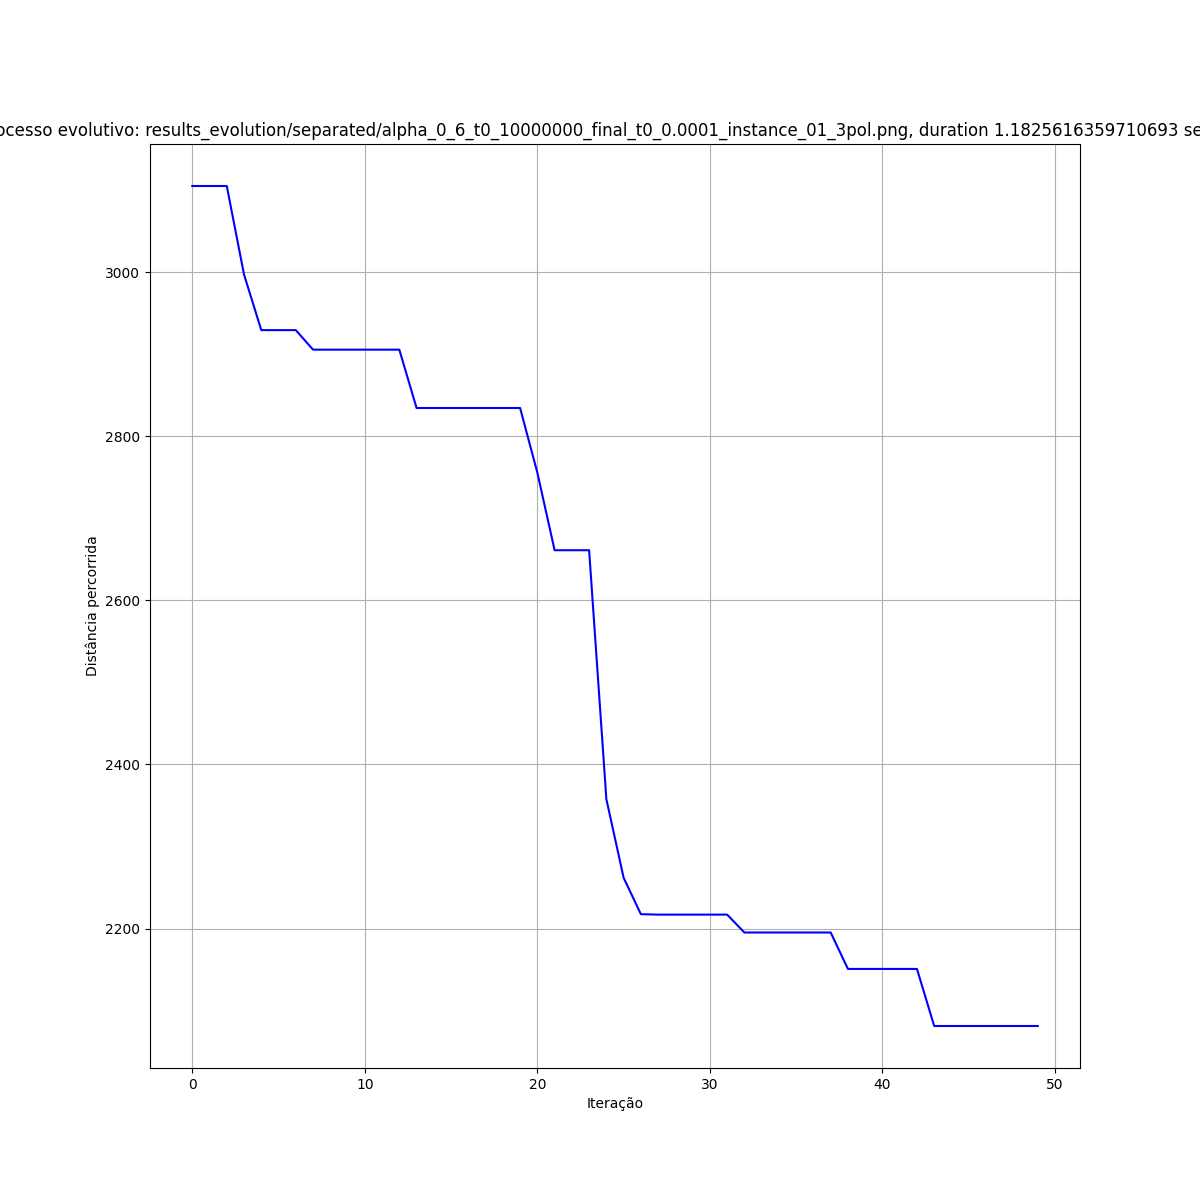 ocesso evolutivo: results_evolution/separated/alpha_0_6_t0_10000000_final_t0_0.0001_instance_01_3pol.png, duration 1.1825616359710693 se
3000
2800
2600
2400
2200
Distância percorrida
0 10 20 30 40 50
Iteração